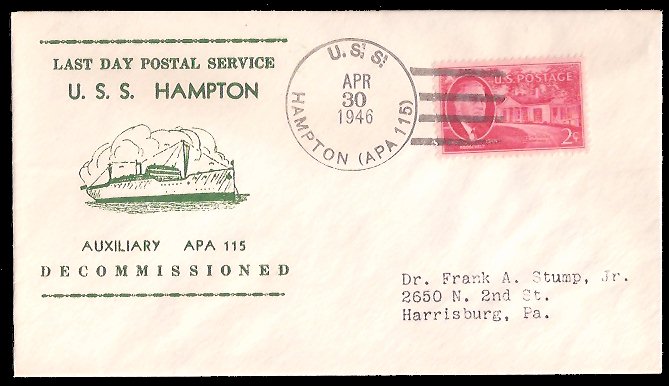 LAST DAY POSTAL SERVICE
U. S. S. HAMPTON
AUXILIARY APA 115
DECOMMISSIONED
U. S. S.
HAMPTON (APA 115)
APR
30
1946
U.S. POSTAGE
2¢
Dr. Frank A. Stump, Jr.
2650 N. 2nd St.
Harrisburg, Pa.